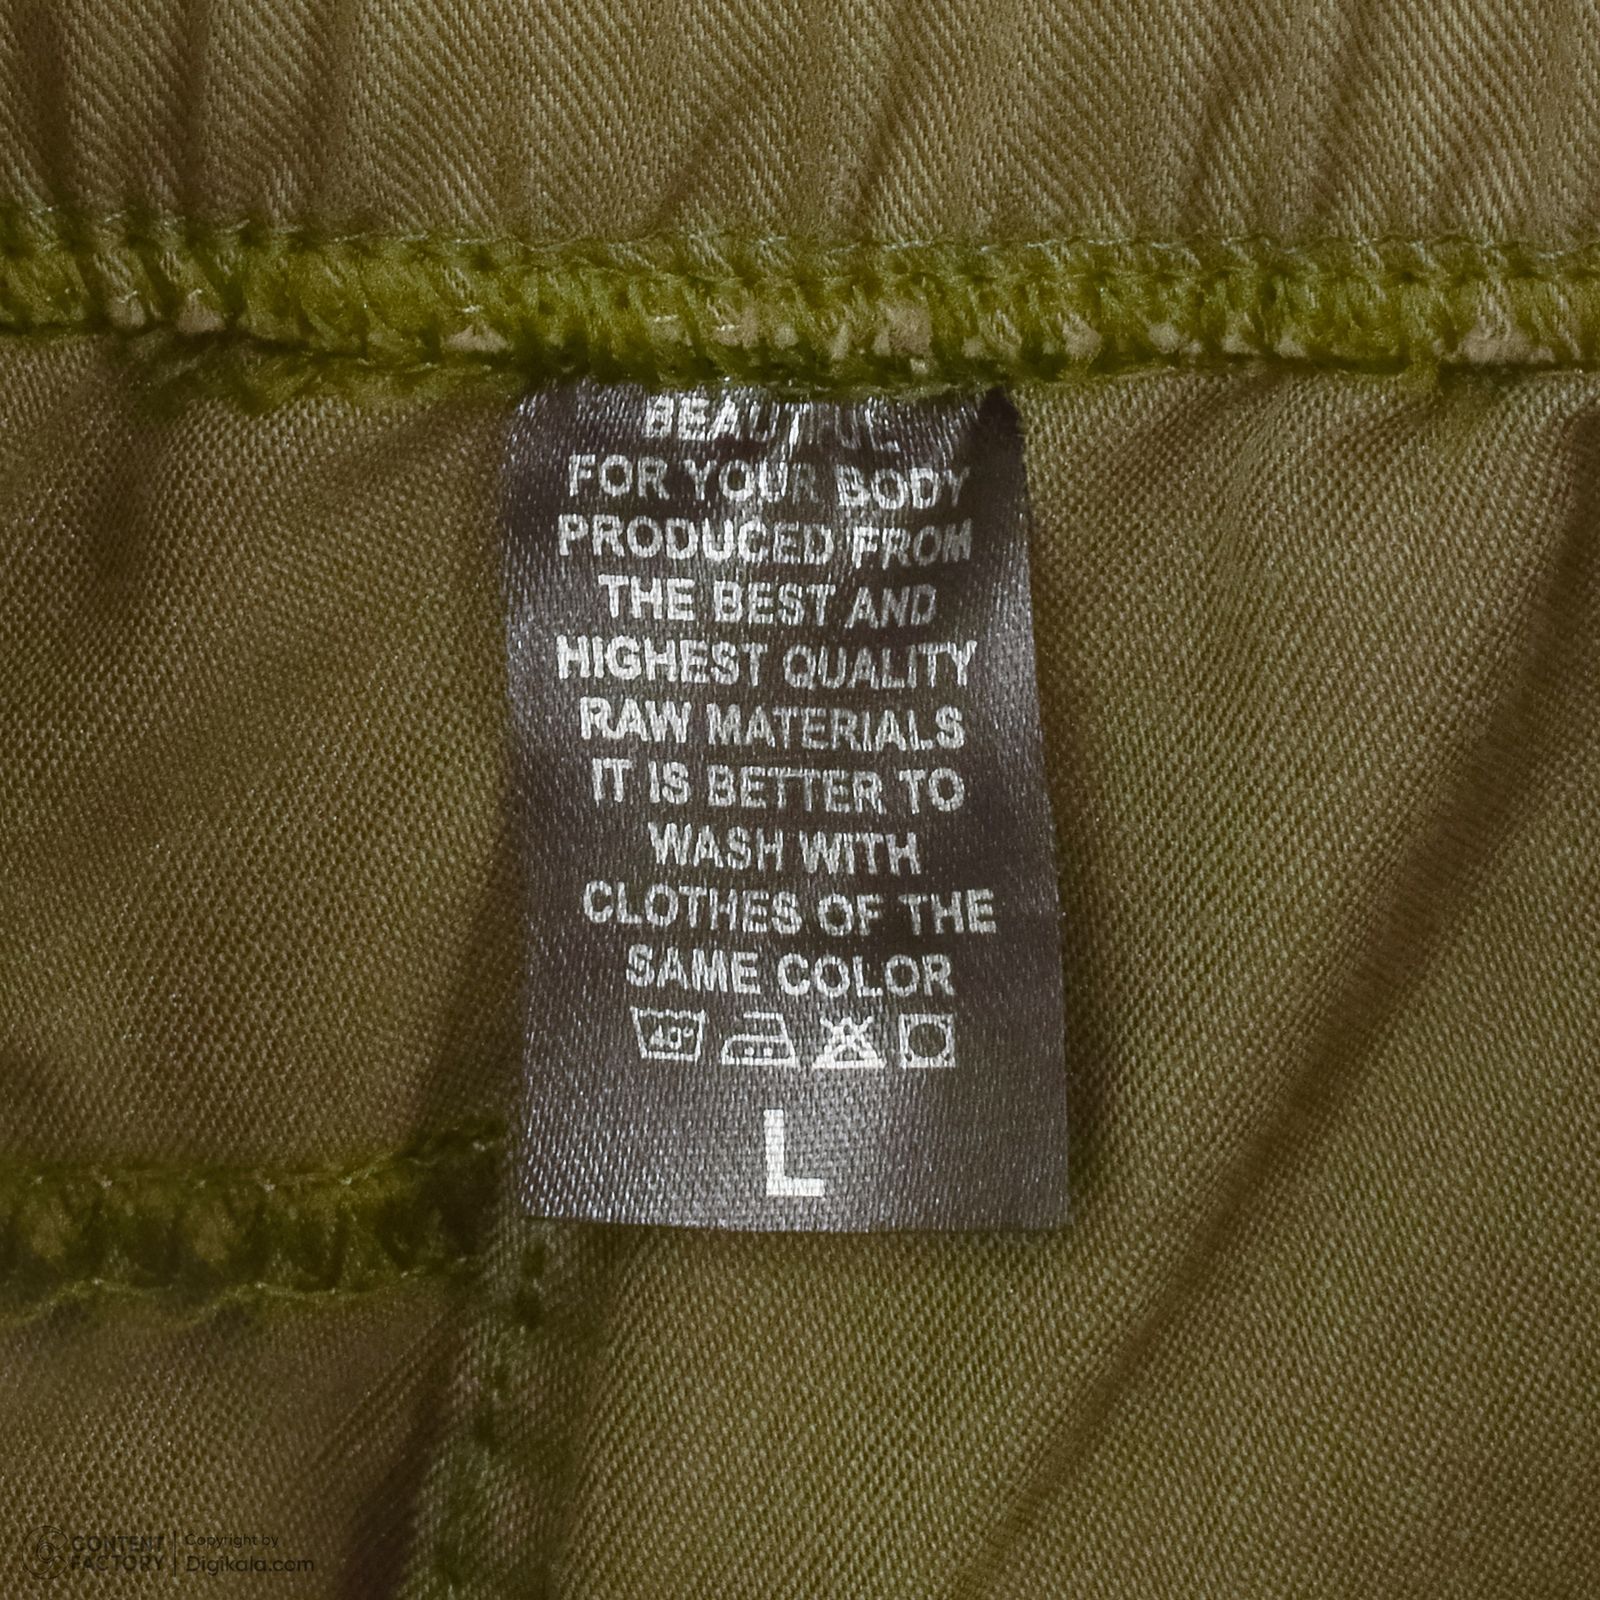 BEAUTIFUL
FOR YOUR BODY
PRODUCED FROM
THE BEST AND
HIGHEST QUALITY
RAW MATERIALS
IT IS BETTER TO
WASH WITH
CLOTHES OF THE
SAME COLOR
40°
L
CONTENT FACTORY
Copyright by
Digikala.com